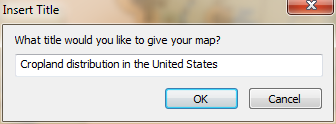 Insert Title
What title would you like to give your map?
Cropland distribution in the United States
OK Cancel